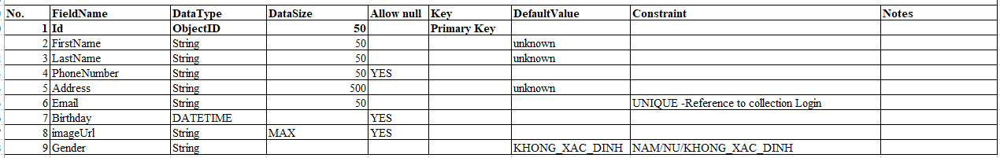 No. FieldName DataType DataSize Allow null Key DefaultValue Constraint Notes
1 Id ObjectID 50 Primary Key
2 FirstName String 50 unknown
3 LastName String 50 unknown
4 PhoneNumber String 50 YES
5 Address String 500 unknown
6 Email String 50 UNIQUE -Reference to collection Login
7 Birthday DATETIME YES
8 imageUrl String MAX YES
9 Gender String KHONG_XAC_DINH NAM/NU/KHONG_XAC_DINH